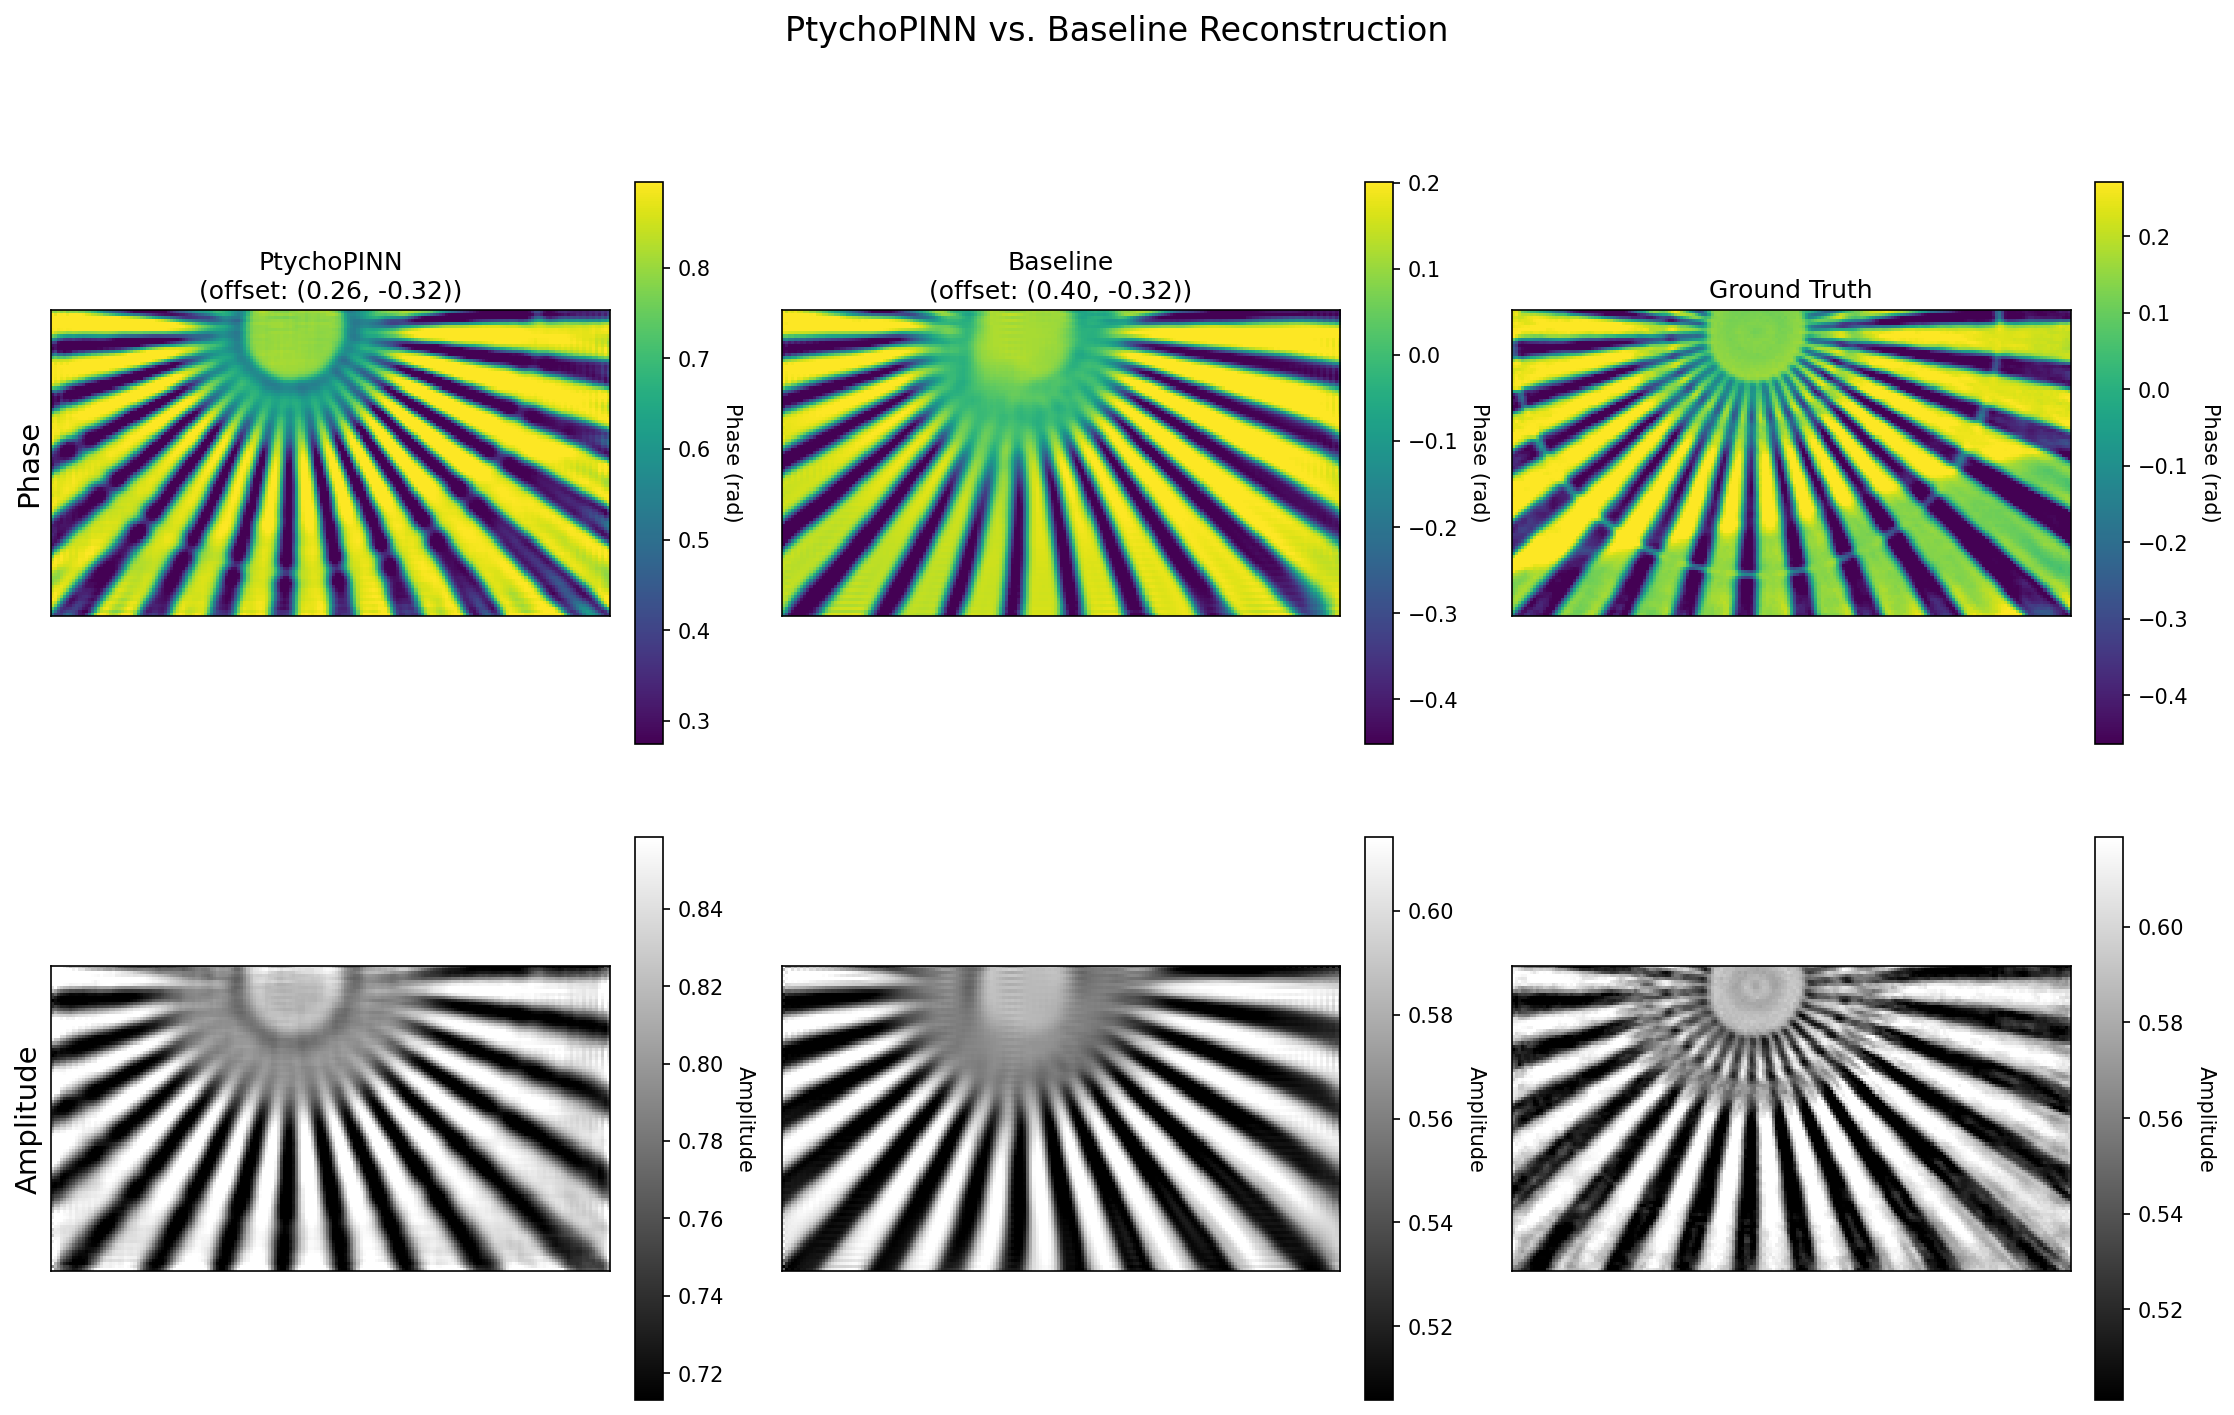 PtychoPINN vs. Baseline Reconstruction
PtychoPINN
(offset: (0.26, -0.32))
Baseline
(offset: (0.40, -0.32))
Ground Truth
Phase
0.8
0.7
0.6
0.5
0.4
0.3
Phase (rad)
0.2
0.1
0.0
−0.1
−0.2
−0.3
−0.4
Phase (rad)
0.2
0.1
0.0
−0.1
−0.2
−0.3
−0.4
Phase (rad)
Amplitude
0.84
0.82
0.80
0.78
0.76
0.74
0.72
Amplitude
0.60
0.58
0.56
0.54
0.52
Amplitude
0.60
0.58
0.56
0.54
0.52
Amplitude